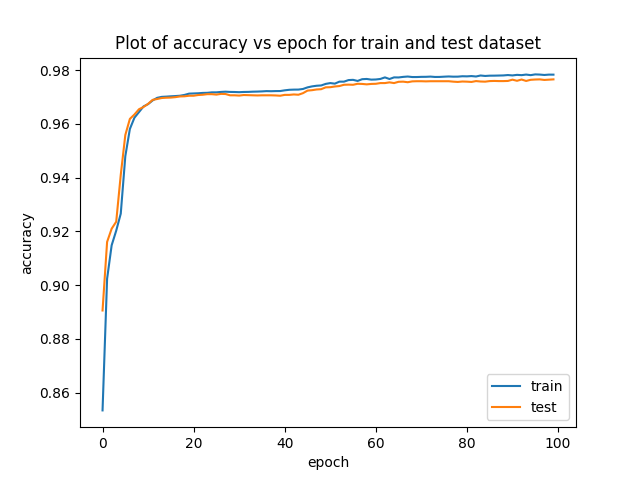 Plot of accuracy vs epoch for train and test dataset
0.98
0.96
0.94
0.92
0.90
0.88
0.86
accuracy
0 20 40 60 80 100
epoch
train
test